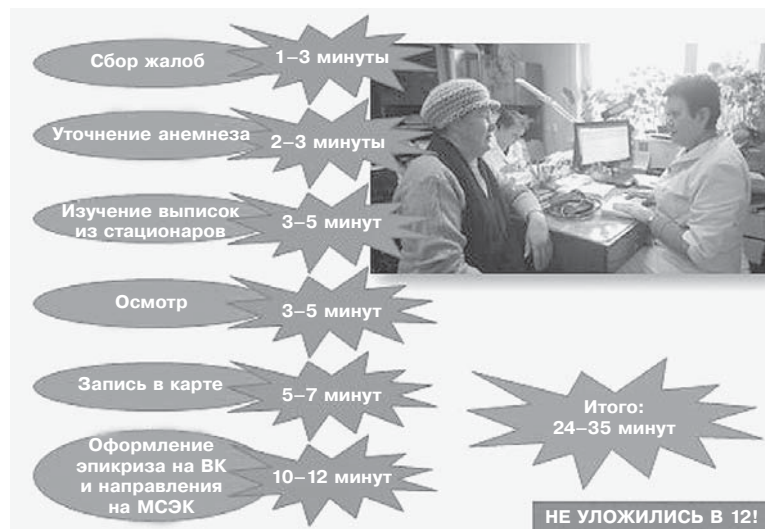 Сбор жалоб
1–3 минуты
Уточнение анемнеза
2–3 минуты
Изучение выписок
из стационаров
3–5 минут
Осмотр
3–5 минут
Запись в карте
5–7 минут
Оформление
эпикриза на ВК
и направления
на МСЭК
10–12 минут
Итого:
24–35 минут
НЕ УЛОЖИЛИСЬ В 12!